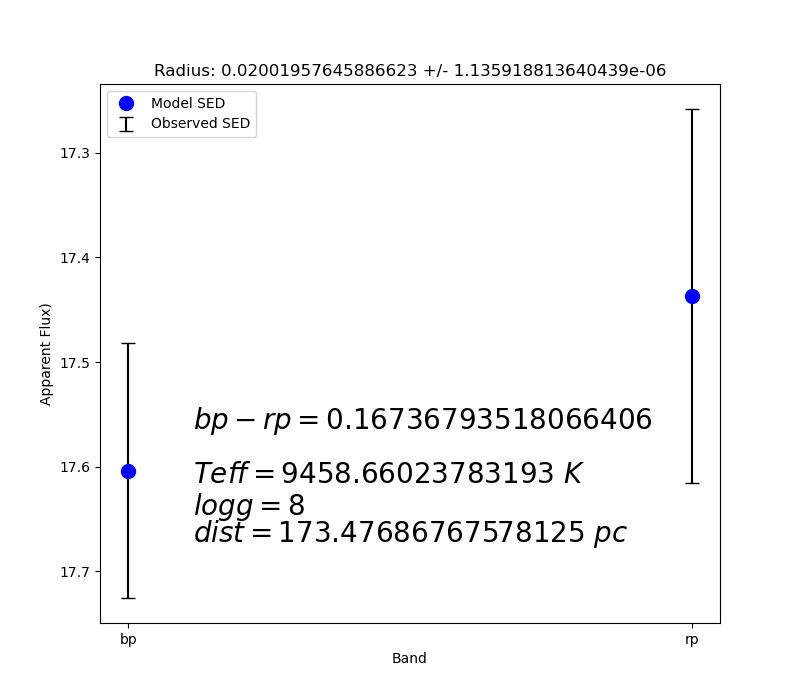 Radius: 0.02001957645886623 +/- 1.135918813640439e-06
Model SED
Observed SED
17.3
17.4
17.5
17.6
17.7
Apparent Flux)
bp − rp = 0.16736793518066406
Teff = 9458.66023783193 K
logg = 8
dist = 173.47686767578125 pc
bp
rp
Band